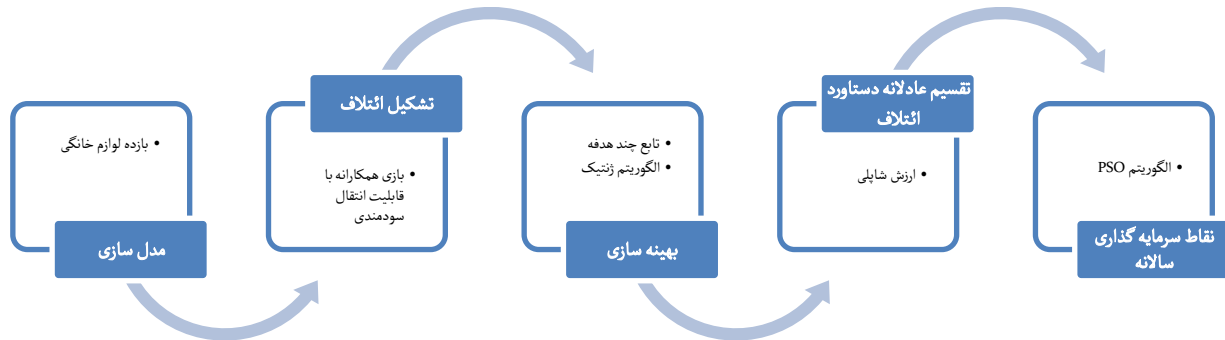 • بازده لوازم خانگی
مدل سازی
تشکیل ائتلاف
• بازی همکارانه با
قابلیت انتقال
سودمندی
• تابع چند هدفه
• الگوریتم ژنتیک
بهینه سازی
تقسیم عادلانه دستاورد
ائتلاف
• ارزش شاپلی
• الگوریتم PSO
نقاط سرمایه گذاری
سالانه